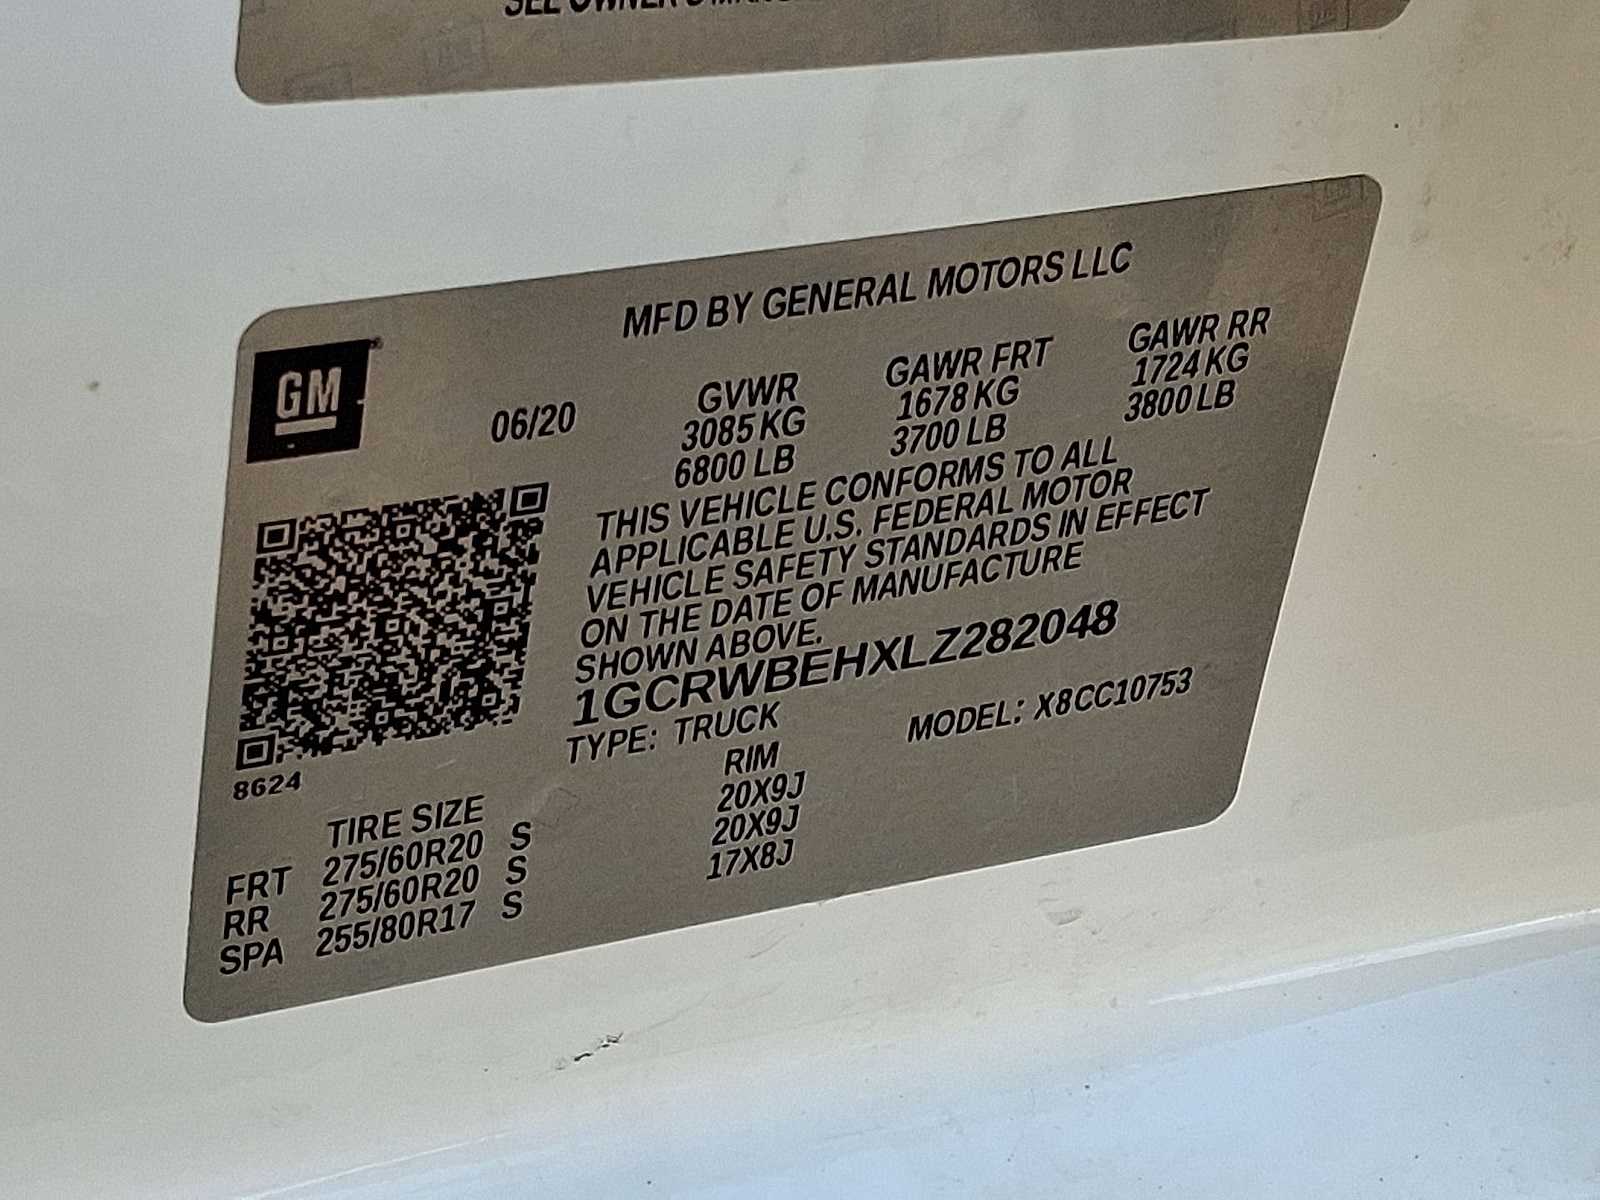 SEE OWNER'S MANUAL
MFD BY GENERAL MOTORS LLC
GM
06/20
GVWR GAWR FRT GAWR RR
3085 KG 1678 KG 1724 KG
6800 LB 3700 LB 3800 LB
THIS VEHICLE CONFORMS TO ALL
APPLICABLE U.S. FEDERAL MOTOR
VEHICLE SAFETY STANDARDS IN EFFECT
ON THE DATE OF MANUFACTURE
SHOWN ABOVE.
1GCRWBEHXLZ282048
TYPE: TRUCK MODEL: X8CC10753
8624
TIRE SIZE RIM
FRT 275/60R20 S 20X9J
RR 275/60R20 S 20X9J
SPA 255/80R17 S 17X8J